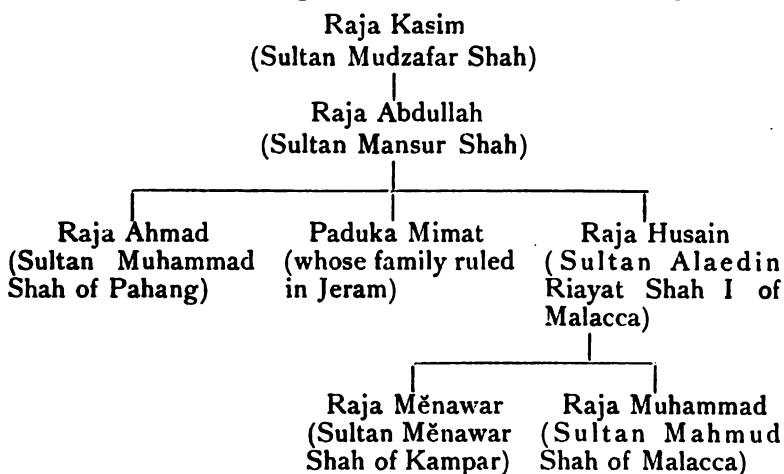 Raja Kasim
(Sultan Mudzafar Shah)
Raja Abdullah
(Sultan Mansur Shah)
Raja Ahmad
(Sultan Muhammad
Shah of Pahang)
Paduka Mimat
(whose family ruled
in Jeram)
Raja Husain
(Sultan Alaedin
Riayat Shah I of
Malacca)
Raja Mĕnawar
(Sultan Mĕnawar
Shah of Kampar)
Raja Muhammad
(Sultan Mahmud
Shah of Malacca)